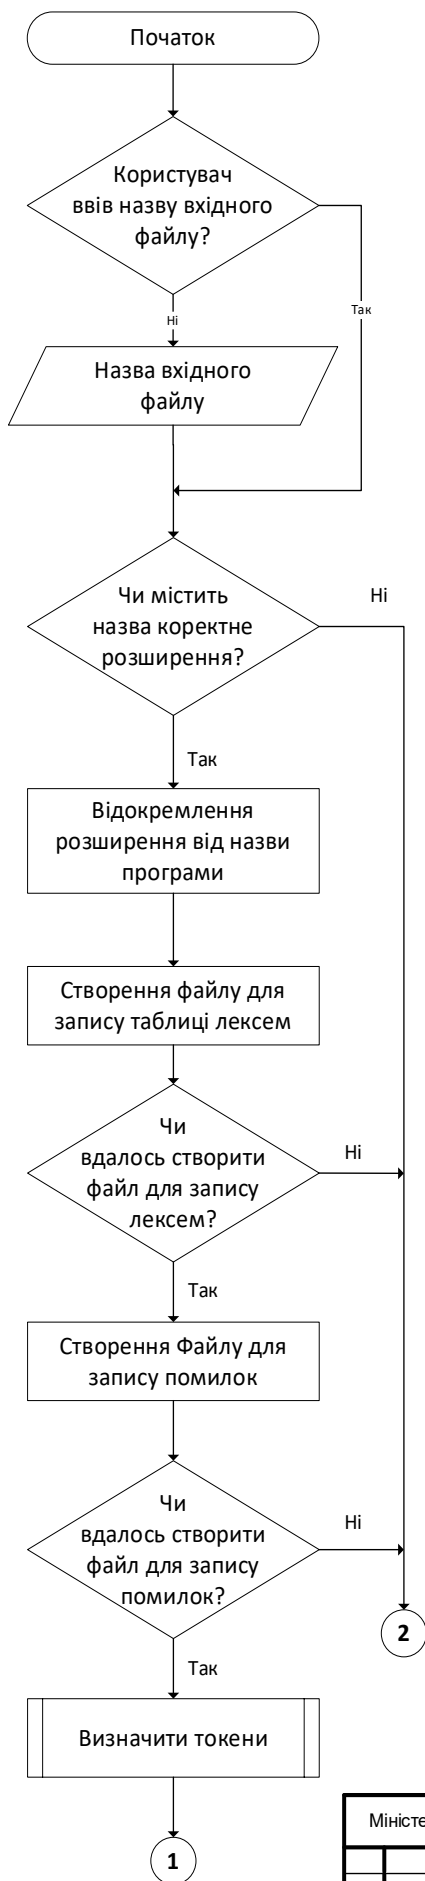 Початок
Користувач
ввів назву вхідного
файлу?
Так
Ні
Назва вхідного
файлу
Чи містить
назва коректне
розширення?
Ні
Так
Відокремлення
розширення від назви
програми
Створення файлу для
запису таблиці лексем
Чи
вдалось створити
файл для запису
лексем?
Ні
Так
Створення Файлу для
запису помилок
Чи
вдалось створити
файл для запису
помилок?
Ні
2
Так
Визначити токени
1